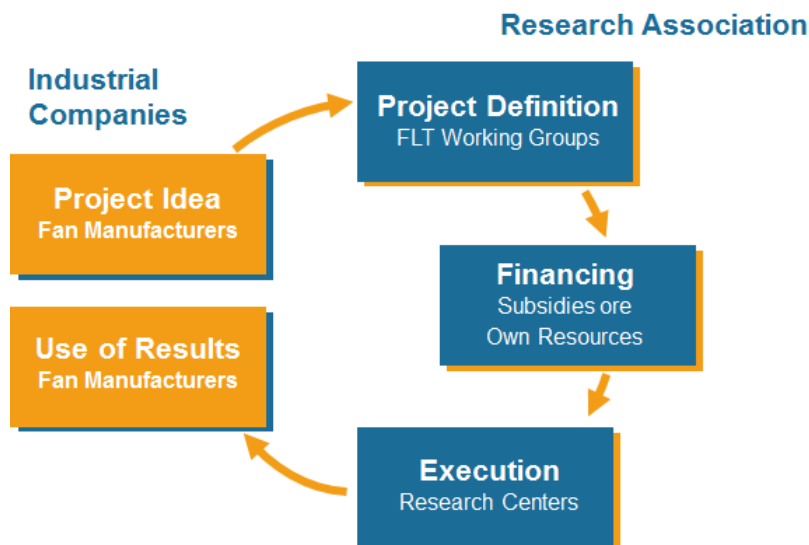 Research Association
Industrial
Companies
Project Definition
FLT Working Groups
Project Idea
Fan Manufacturers
Financing
Subsidies ore
Own Resources
Use of Results
Fan Manufacturers
Execution
Research Centers